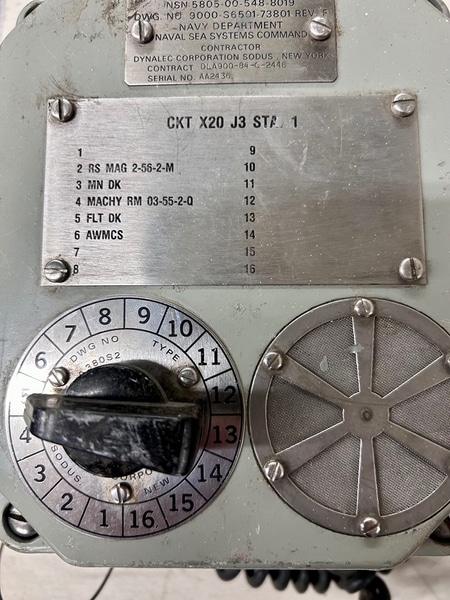 NSN 5805-00-548-8019
DWG. NO. 9000-S6501-73801 REV. F
NAVY DEPARTMENT
NAVAL SEA SYSTEMS COMMAND
CONTRACTOR
DYNALEC CORPORATION SODUS, NEW YORK
CONTRACT DLA900-84-C-2446
SERIAL NO. AA2436
CKT X20 J3 STA. 1
1
2 RS MAG 2-56-2-M
3 MN DK
4 MACHY RM 03-55-2-Q
5 FLT DK
6 AWMCS
7
8
9
10
11
12
13
14
15
16
1
2
3
4
6
7
8
9
10
11
12
13
14
15
16
DWG NO
380S2
TYPE
SODUS
NEW